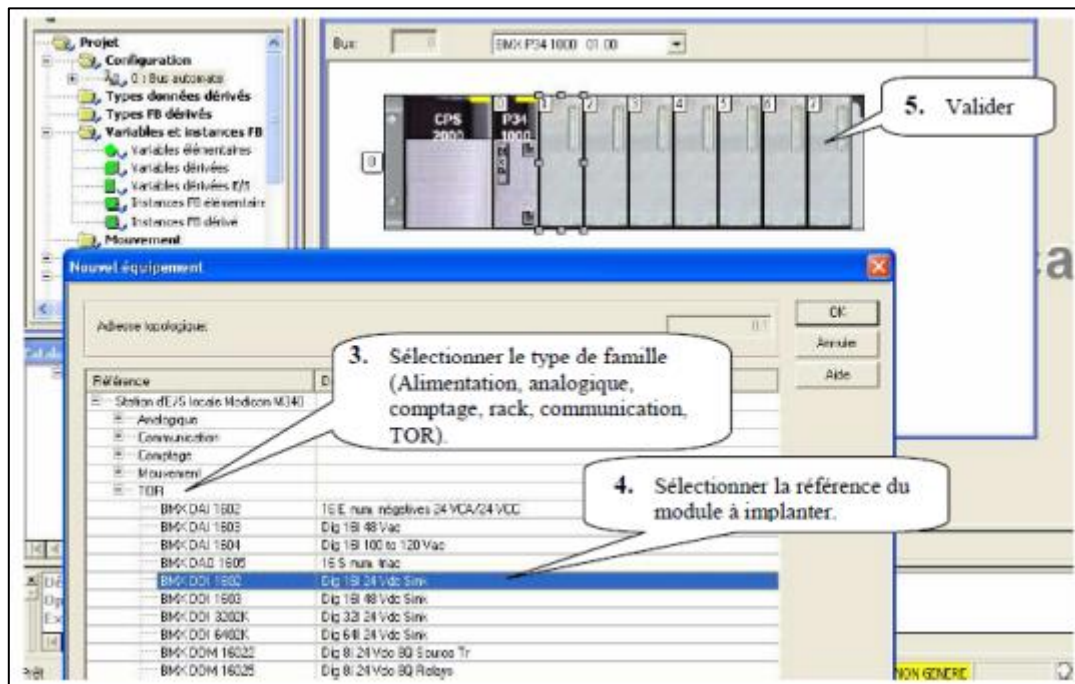 Projet
Configuration
0 : Bus automate
Types données dérivés
Types FB dérivés
Variables et instances FB
Variables élémentaires
Variables dérivées
Variables dérivées E/S
Instances FB élémentaire
Instances FB dérivé
Mouvement
Bus:
0
BMX P34 1000 01.00
0
CPS
2000
0
P34
1000
1
2
3
4
5
6
7
5. Valider
Nouvel équipement
Adresse topologique:
0.1
OK
Annuler
Aide
3. Sélectionner le type de famille
(Alimentation, analogique,
comptage, rack, communication,
TOR).
Référence
Station d'E/S locale Modicon M340
Analogique
Communication
Comptage
Mouvement
TOR
4. Sélectionner la référence du
module à implanter.
BMX DAI 1602 16 E num. négatives 24 VCA/24 VCC
BMX DAI 1603 Dig 16I 48 Vac
BMX DAI 1604 Dig 16I 100 to 120 Vac
BMX DAO 1605 16 S num. triac
BMX DDI 1602 Dig 16I 24 Vdc Sink
BMX DDI 1603 Dig 16I 48 Vdc Sink
BMX DDI 3202K Dig 32I 24 Vdc Sink
BMX DDI 6402K Dig 64I 24 Vdc Sink
BMX DDM 16022 Dig 8I 24 Vdc 8Q Source Tr
BMX DDM 16025 Dig 8I 24 Vdc 8Q Relays
NON GENERE